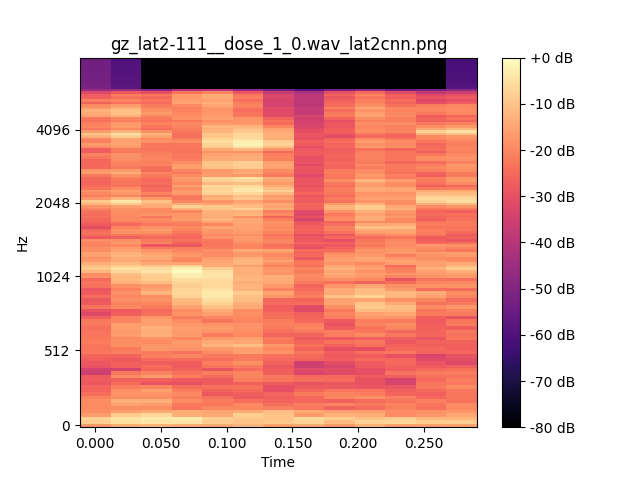 gz_lat2-111__dose_1_0.wav_lat2cnn.png
Hz
4096
2048
1024
512
0
0.000 0.050 0.100 0.150 0.200 0.250
Time
+0 dB
-10 dB
-20 dB
-30 dB
-40 dB
-50 dB
-60 dB
-70 dB
-80 dB